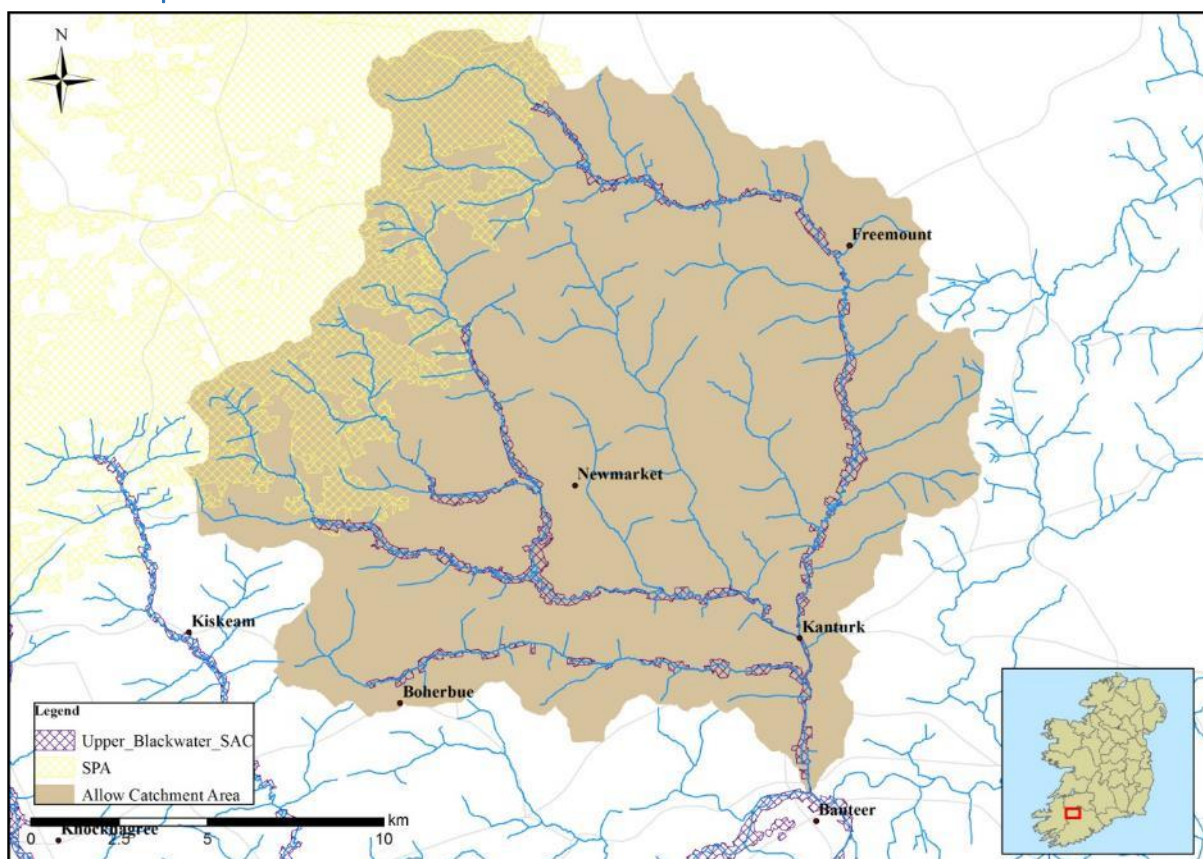 N
Freemount
Newmarket
Kiskeam
Kanturk
Boherbue
Legend
Upper_Blackwater_SAC
SPA
Allow Catchment Area
Banteer
km
0 2.5 5 10
Knocknagree